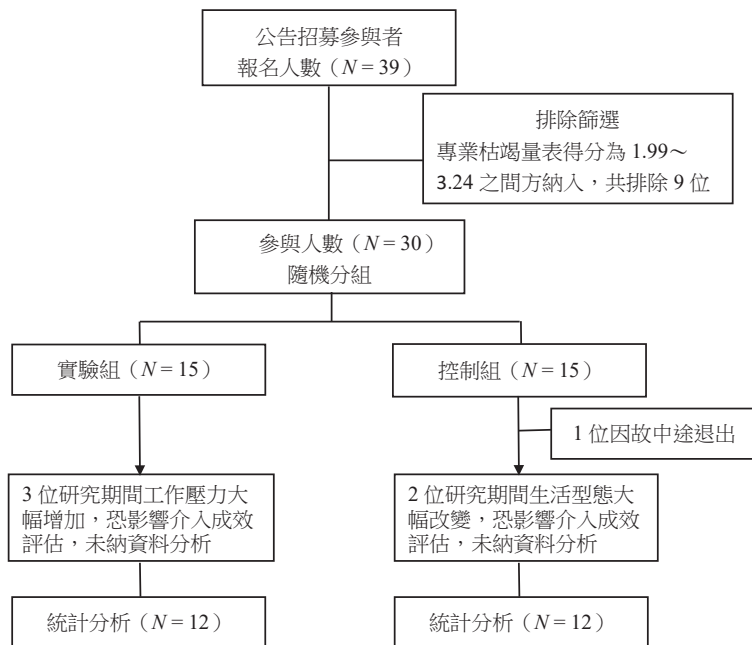 公告招募參與者
報名人數（N = 39）
排除篩選
專業枯竭量表得分為 1.99～
3.24 之間方納入，共排除 9 位
參與人數（N = 30）
隨機分組
實驗組（N = 15）
控制組（N = 15）
1 位因故中途退出
3 位研究期間工作壓力大
幅增加，恐影響介入成效
評估，未納資料分析
2 位研究期間生活型態大
幅改變，恐影響介入成效
評估，未納資料分析
統計分析（N = 12）
統計分析（N = 12）